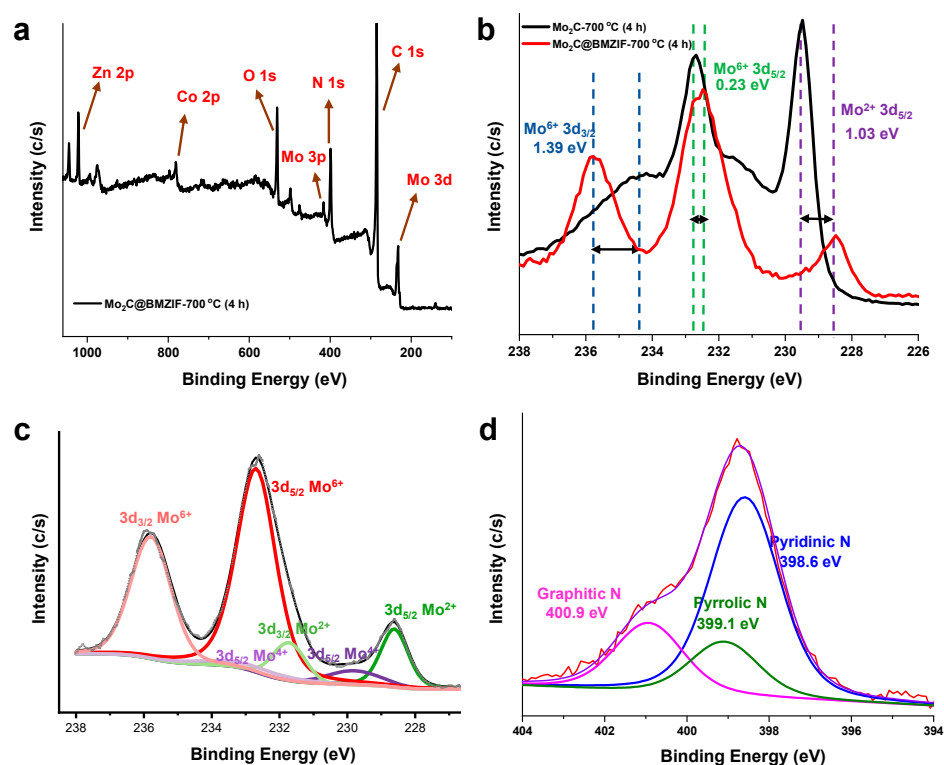 a
Zn 2p
Co 2p
O 1s
N 1s
C 1s
Mo 3p
Mo 3d
Mo₂C@BMZIF-700 ºC (4 h)
Intensity (c/s)
1000 800 600 400 200
Binding Energy (eV)
b
Mo₂C-700 ºC (4 h)
Mo₂C@BMZIF-700 ºC (4 h)
Mo⁶⁺ 3d₅/₂
0.23 eV
Mo²⁺ 3d₅/₂
1.03 eV
Mo⁶⁺ 3d₃/₂
1.39 eV
Intensity (c/s)
238 236 234 232 230 228 226
Binding Energy (eV)
c
3d₅/₂ Mo⁶⁺
3d₃/₂ Mo⁶⁺
3d₃/₂ Mo²⁺
3d₅/₂ Mo²⁺
3d₃/₂ Mo⁴⁺
3d₅/₂ Mo⁴⁺
Intensity (c/s)
238 236 234 232 230 228
Binding Energy (eV)
d
Pyridinic N
398.6 eV
Graphitic N
400.9 eV
Pyrrolic N
399.1 eV
Intensity (c/s)
404 402 400 398 396 394
Binding Energy (eV)